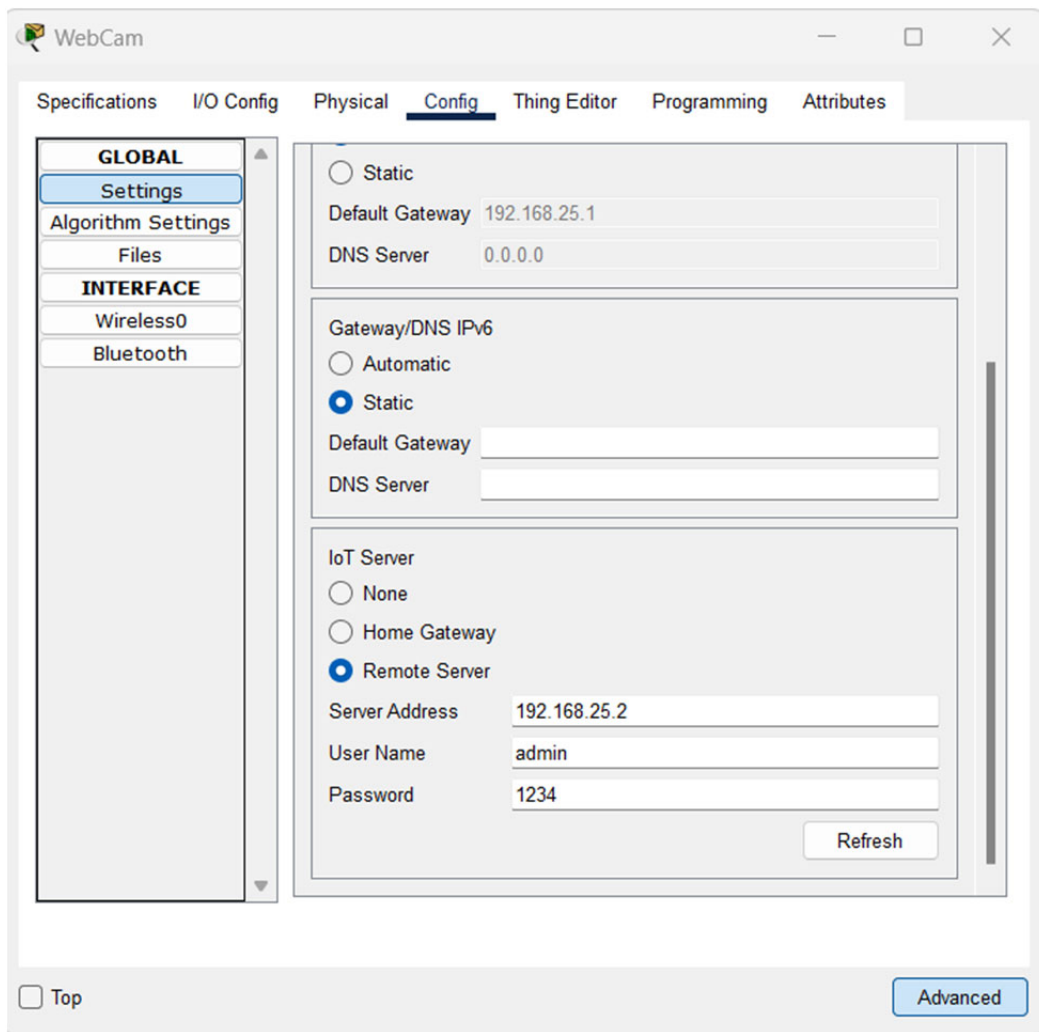 WebCam
Specifications I/O Config Physical Config Thing Editor Programming Attributes
GLOBAL
Settings
Algorithm Settings
Files
INTERFACE
Wireless0
Bluetooth
Static
Default Gateway 192.168.25.1
DNS Server 0.0.0.0
Gateway/DNS IPv6
Automatic
Static
Default Gateway
DNS Server
IoT Server
None
Home Gateway
Remote Server
Server Address 192.168.25.2
User Name admin
Password 1234
Refresh
Top
Advanced